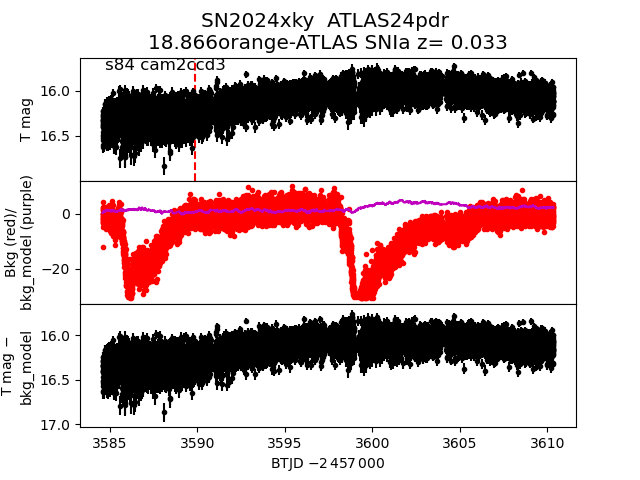 SN2024xky  ATLAS24pdr
18.866orange-ATLAS SNIa z= 0.033
s84 cam2ccd3
T mag
16.0
16.5
Bkg (red)/
bkg_model (purple)
0
−20
T mag −
bkg_model
16.0
16.5
17.0
3585 3590 3595 3600 3605 3610
BTJD −2 457 000